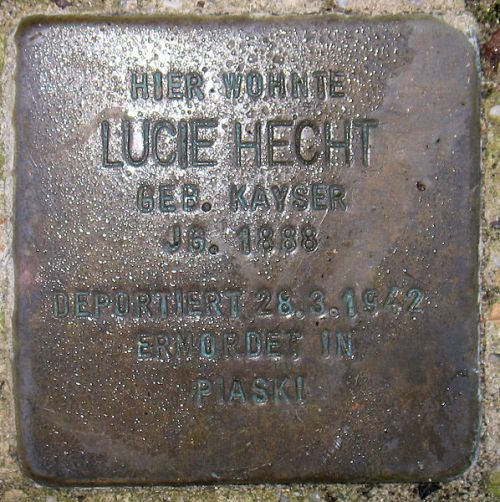 HIER WOHNTE
LUCIE HECHT
GEB. KAYSER
JG. 1888
DEPORTIERT 28.3.1942
ERMORDET IN
PIASKI